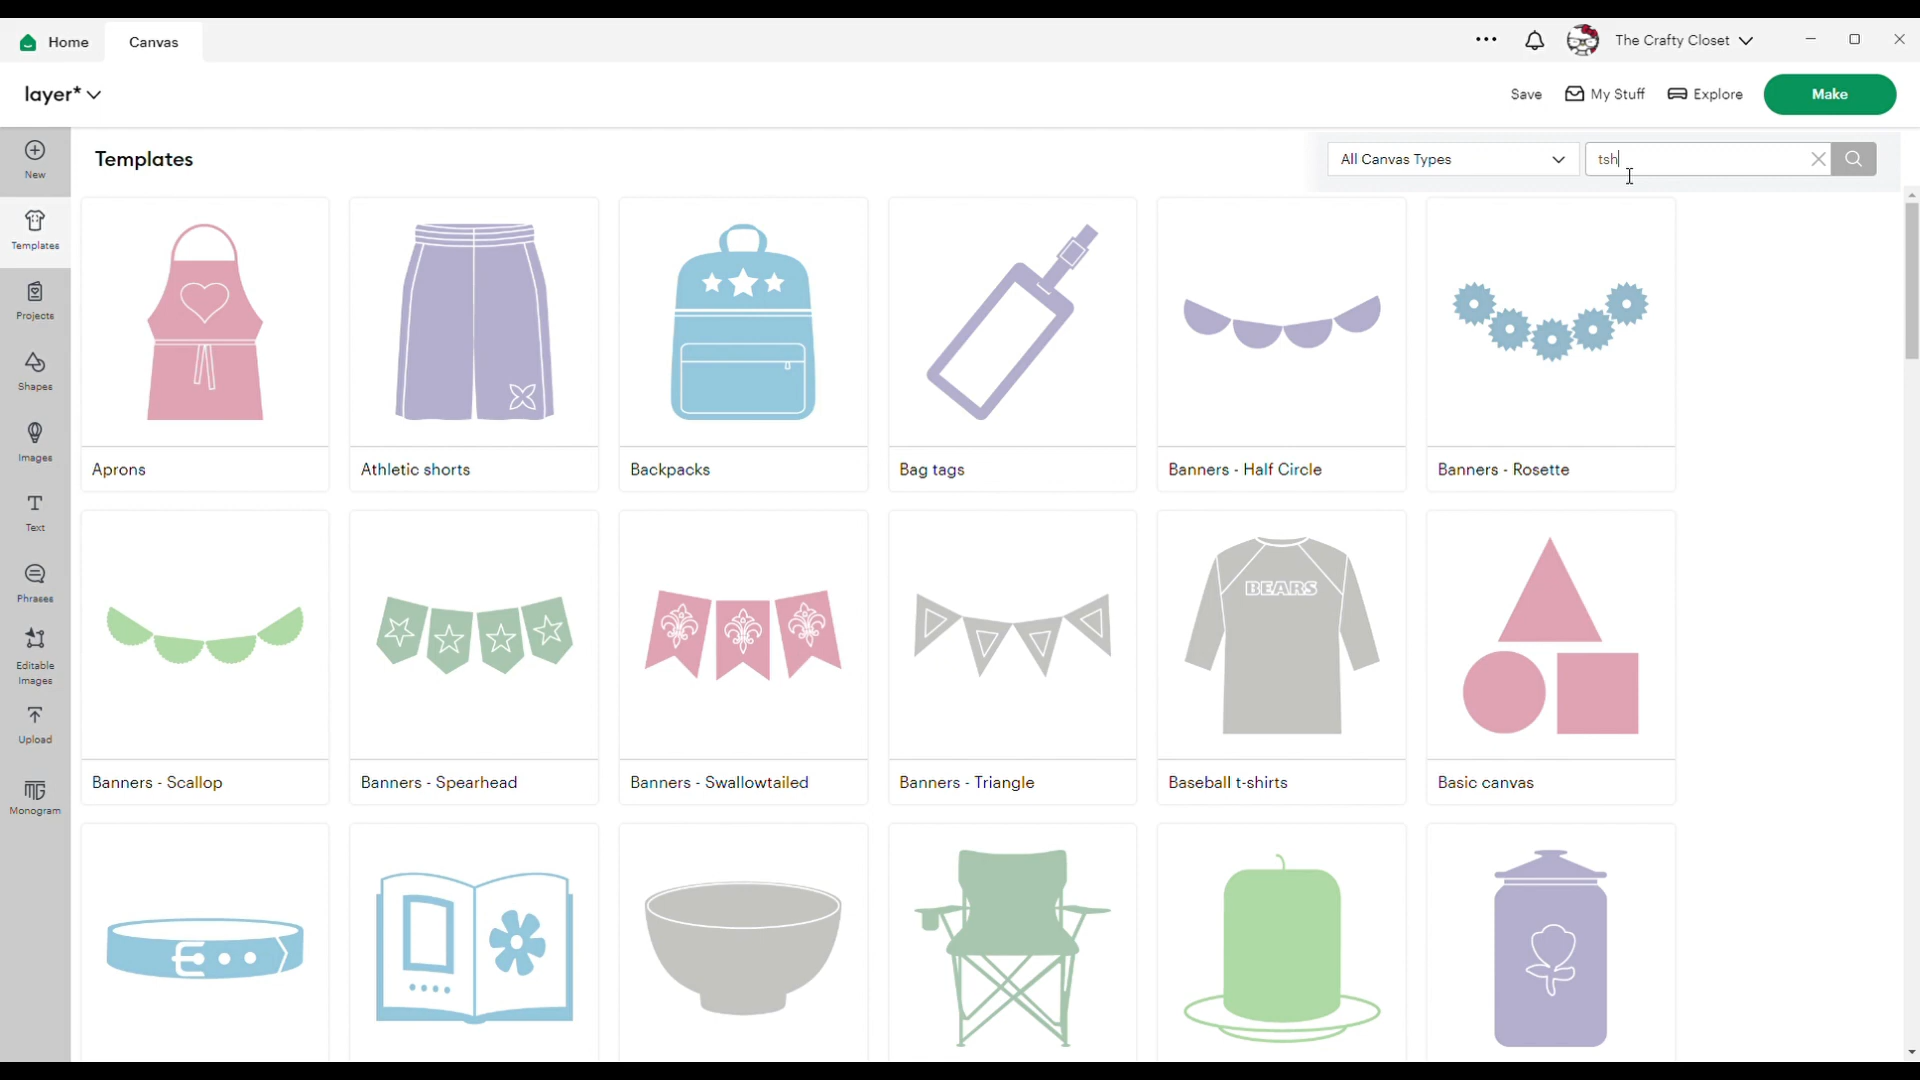 Home
Canvas
The Crafty Closet
layer*
Save
My Stuff
Explore
Make
New
Templates
Projects
Shapes
Images
Text
Phrases
Editable
Images
Upload
Monogram
Templates
All Canvas Types
tsh
Aprons
Athletic shorts
Backpacks
Bag tags
Banners - Half Circle
Banners - Rosette
BEARS
Banners - Scallop
Banners - Spearhead
Banners - Swallowtailed
Banners - Triangle
Baseball t-shirts
Basic canvas